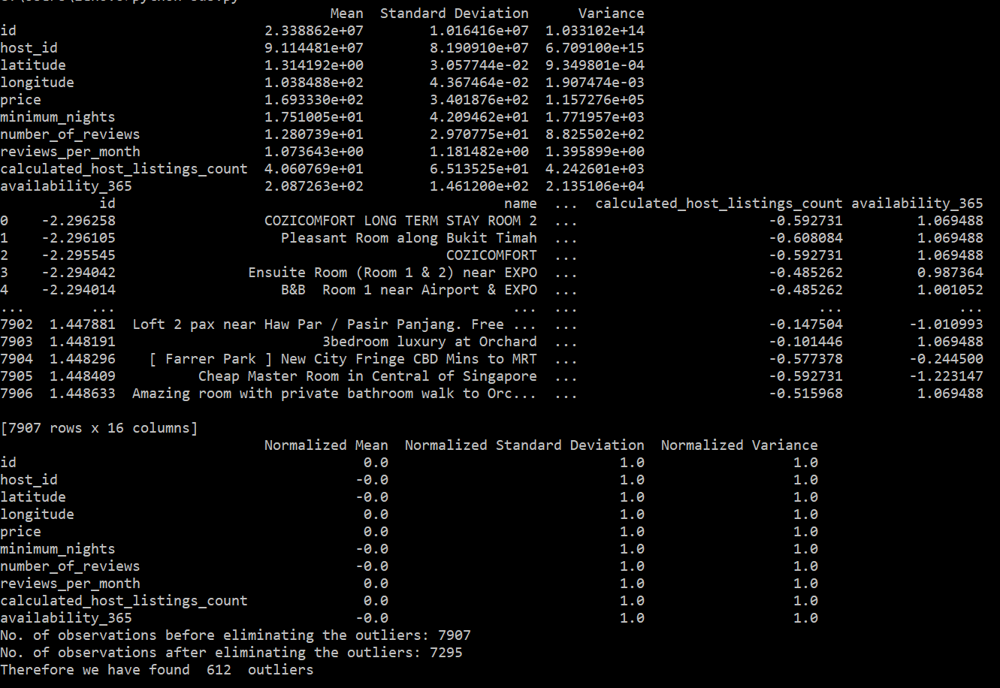 Mean Standard Deviation Variance
id 2.338862e+07 1.016416e+07 1.033102e+14
host_id 9.114481e+07 8.190910e+07 6.709100e+15
latitude 1.314192e+00 3.057744e-02 9.349801e-04
longitude 1.038488e+02 4.367464e-02 1.907474e-03
price 1.693330e+02 3.401876e+02 1.157276e+05
minimum_nights 1.751005e+01 4.209462e+01 1.771957e+03
number_of_reviews 1.280739e+01 2.970775e+01 8.825502e+02
reviews_per_month 1.073643e+00 1.181482e+00 1.395899e+00
calculated_host_listings_count 4.060769e+01 6.513525e+01 4.242601e+03
availability_365 2.087263e+02 1.461200e+02 2.135106e+04
id name ... calculated_host_listings_count availability_365
0 -2.296258 COZICOMFORT LONG TERM STAY ROOM 2 ... -0.592731 1.069488
1 -2.296105 Pleasant Room along Bukit Timah ... -0.608084 1.069488
2 -2.295545 COZICOMFORT ... -0.592731 1.069488
3 -2.294042 Ensuite Room (Room 1 & 2) near EXPO ... -0.485262 0.987364
4 -2.294014 B&B  Room 1 near Airport & EXPO ... -0.485262 1.001052
... ... ... ... ... ...
7902 1.447881 Loft 2 pax near Haw Par / Pasir Panjang. Free ... ... -0.147504 -1.010993
7903 1.448191 3bedroom luxury at Orchard ... -0.101446 1.069488
7904 1.448296 [ Farrer Park ] New City Fringe CBD Mins to MRT ... -0.577378 -0.244500
7905 1.448409 Cheap Master Room in Central of Singapore ... -0.592731 -1.223147
7906 1.448633 Amazing room with private bathroom walk to Orc... ... -0.515968 1.069488
[7907 rows x 16 columns]
Normalized Mean Normalized Standard Deviation Normalized Variance
id 0.0 1.0 1.0
host_id -0.0 1.0 1.0
latitude -0.0 1.0 1.0
longitude 0.0 1.0 1.0
price 0.0 1.0 1.0
minimum_nights -0.0 1.0 1.0
number_of_reviews -0.0 1.0 1.0
reviews_per_month 0.0 1.0 1.0
calculated_host_listings_count 0.0 1.0 1.0
availability_365 -0.0 1.0 1.0
No. of observations before eliminating the outliers: 7907
No. of observations after eliminating the outliers: 7295
Therefore we have found  612  outliers